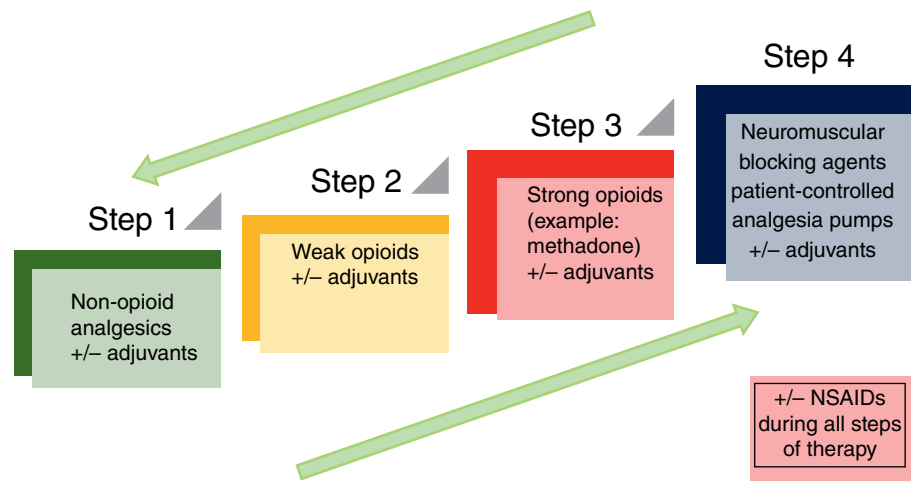 Step 1
Non-opioid
analgesics
+/– adjuvants
Step 2
Weak opioids
+/– adjuvants
Step 3
Strong opioids
(example:
methadone)
+/– adjuvants
Step 4
Neuromuscular
blocking agents
patient-controlled
analgesia pumps
+/– adjuvants
+/– NSAIDs
during all steps
of therapy